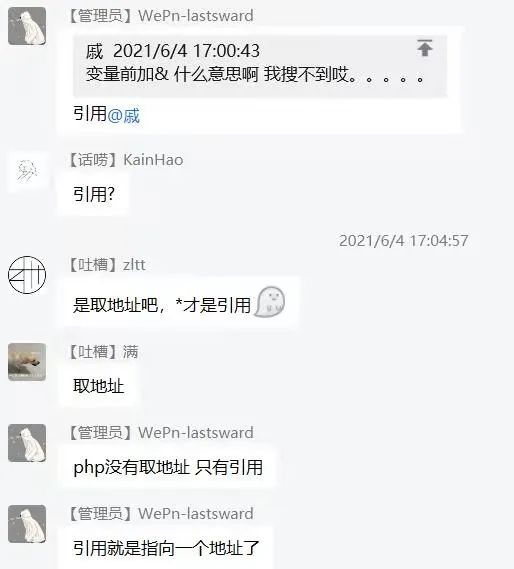 【管理员】WePn-lastsward
戚 2021/6/4 17:00:43
变量前加& 什么意思啊 我搜不到哎。。。。。
引用@戚
【话唠】KainHao
引用?
2021/6/4 17:04:57
【吐槽】zltt
是取地址吧，*才是引用
【吐槽】满
取地址
【管理员】WePn-lastsward
php没有取地址 只有引用
【管理员】WePn-lastsward
引用就是指向一个地址了